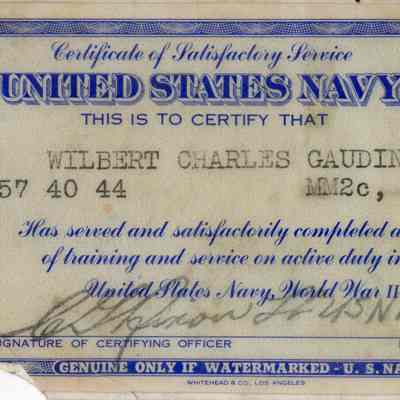 Certificate of Satisfactory Service
UNITED STATES NAVY
THIS IS TO CERTIFY THAT
WILBERT CHARLES GAUDIN
57 40 44 MM2c,
Has served and satisfactorily completed a
of training and service on active duty in
United States Navy, World War II
SIGNATURE OF CERTIFYING OFFICER
GENUINE ONLY IF WATERMARKED - U. S. NA
WHITEHEAD & CO., LOS ANGELES